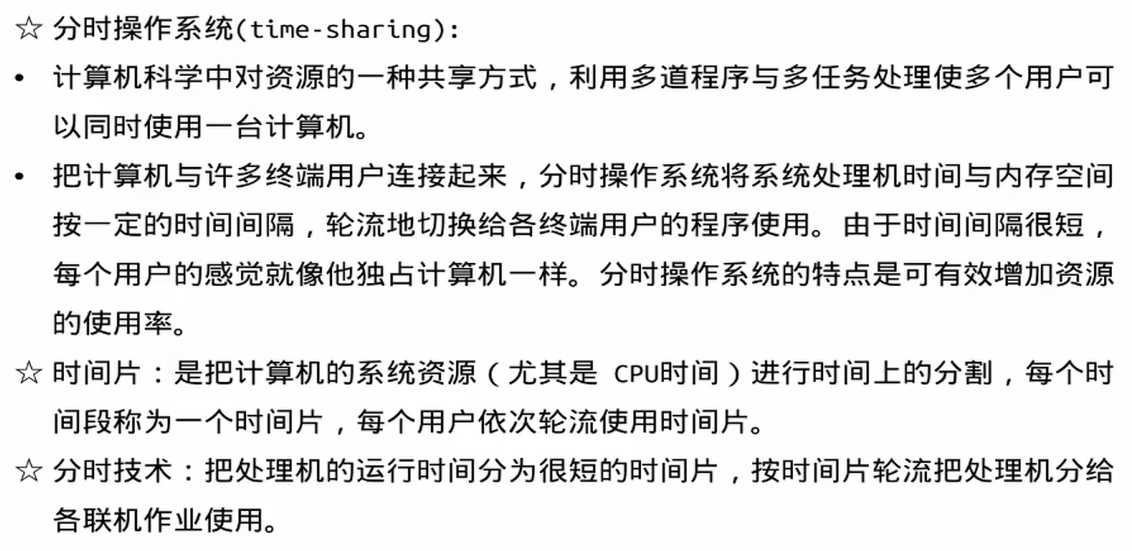 ☆ 分时操作系统(time-sharing):
• 计算机科学中对资源的一种共享方式，利用多道程序与多任务处理使多个用户可
以同时使用一台计算机。
• 把计算机与许多终端用户连接起来，分时操作系统将系统处理机时间与内存空间
按一定的时间间隔，轮流地切换给各终端用户的程序使用。由于时间间隔很短，
每个用户的感觉就像他独占计算机一样。分时操作系统的特点是可有效增加资源
的使用率。
☆ 时间片：是把计算机的系统资源（尤其是 CPU时间）进行时间上的分割，每个时
间段称为一个时间片，每个用户依次轮流使用时间片。
☆ 分时技术：把处理机的运行时间分为很短的时间片，按时间片轮流把处理机分给
各联机作业使用。